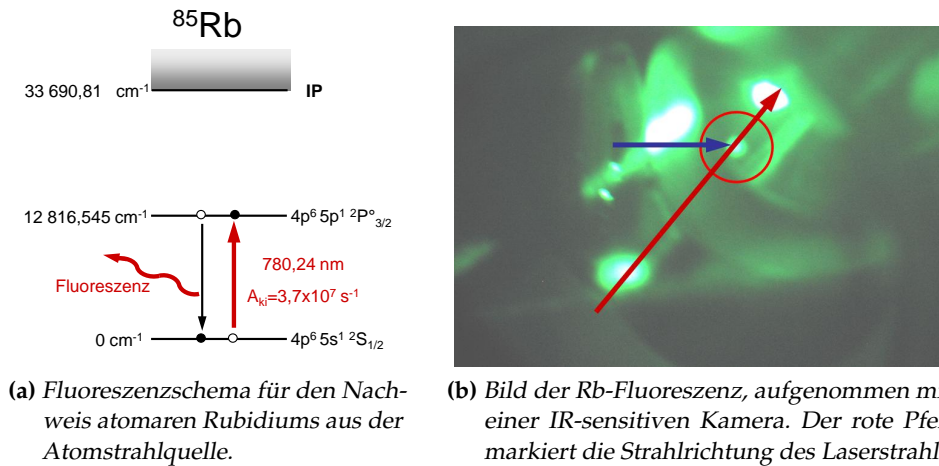 ⁸⁵Rb
33 690,81 cm⁻¹ IP
12 816,545 cm⁻¹ 4p⁶ 5p¹ ²P°₃/₂
780,24 nm
Fluoreszenz
Aₖᵢ=3,7x10⁷ s⁻¹
0 cm⁻¹ 4p⁶ 5s¹ ²S₁/₂
(a) Fluoreszenzschema für den Nach-
weis atomaren Rubidiums aus der
Atomstrahlquelle.
(b) Bild der Rb-Fluoreszenz, aufgenommen m
einer IR-sensitiven Kamera. Der rote Pfe
markiert die Strahlrichtung des Laserstrahl